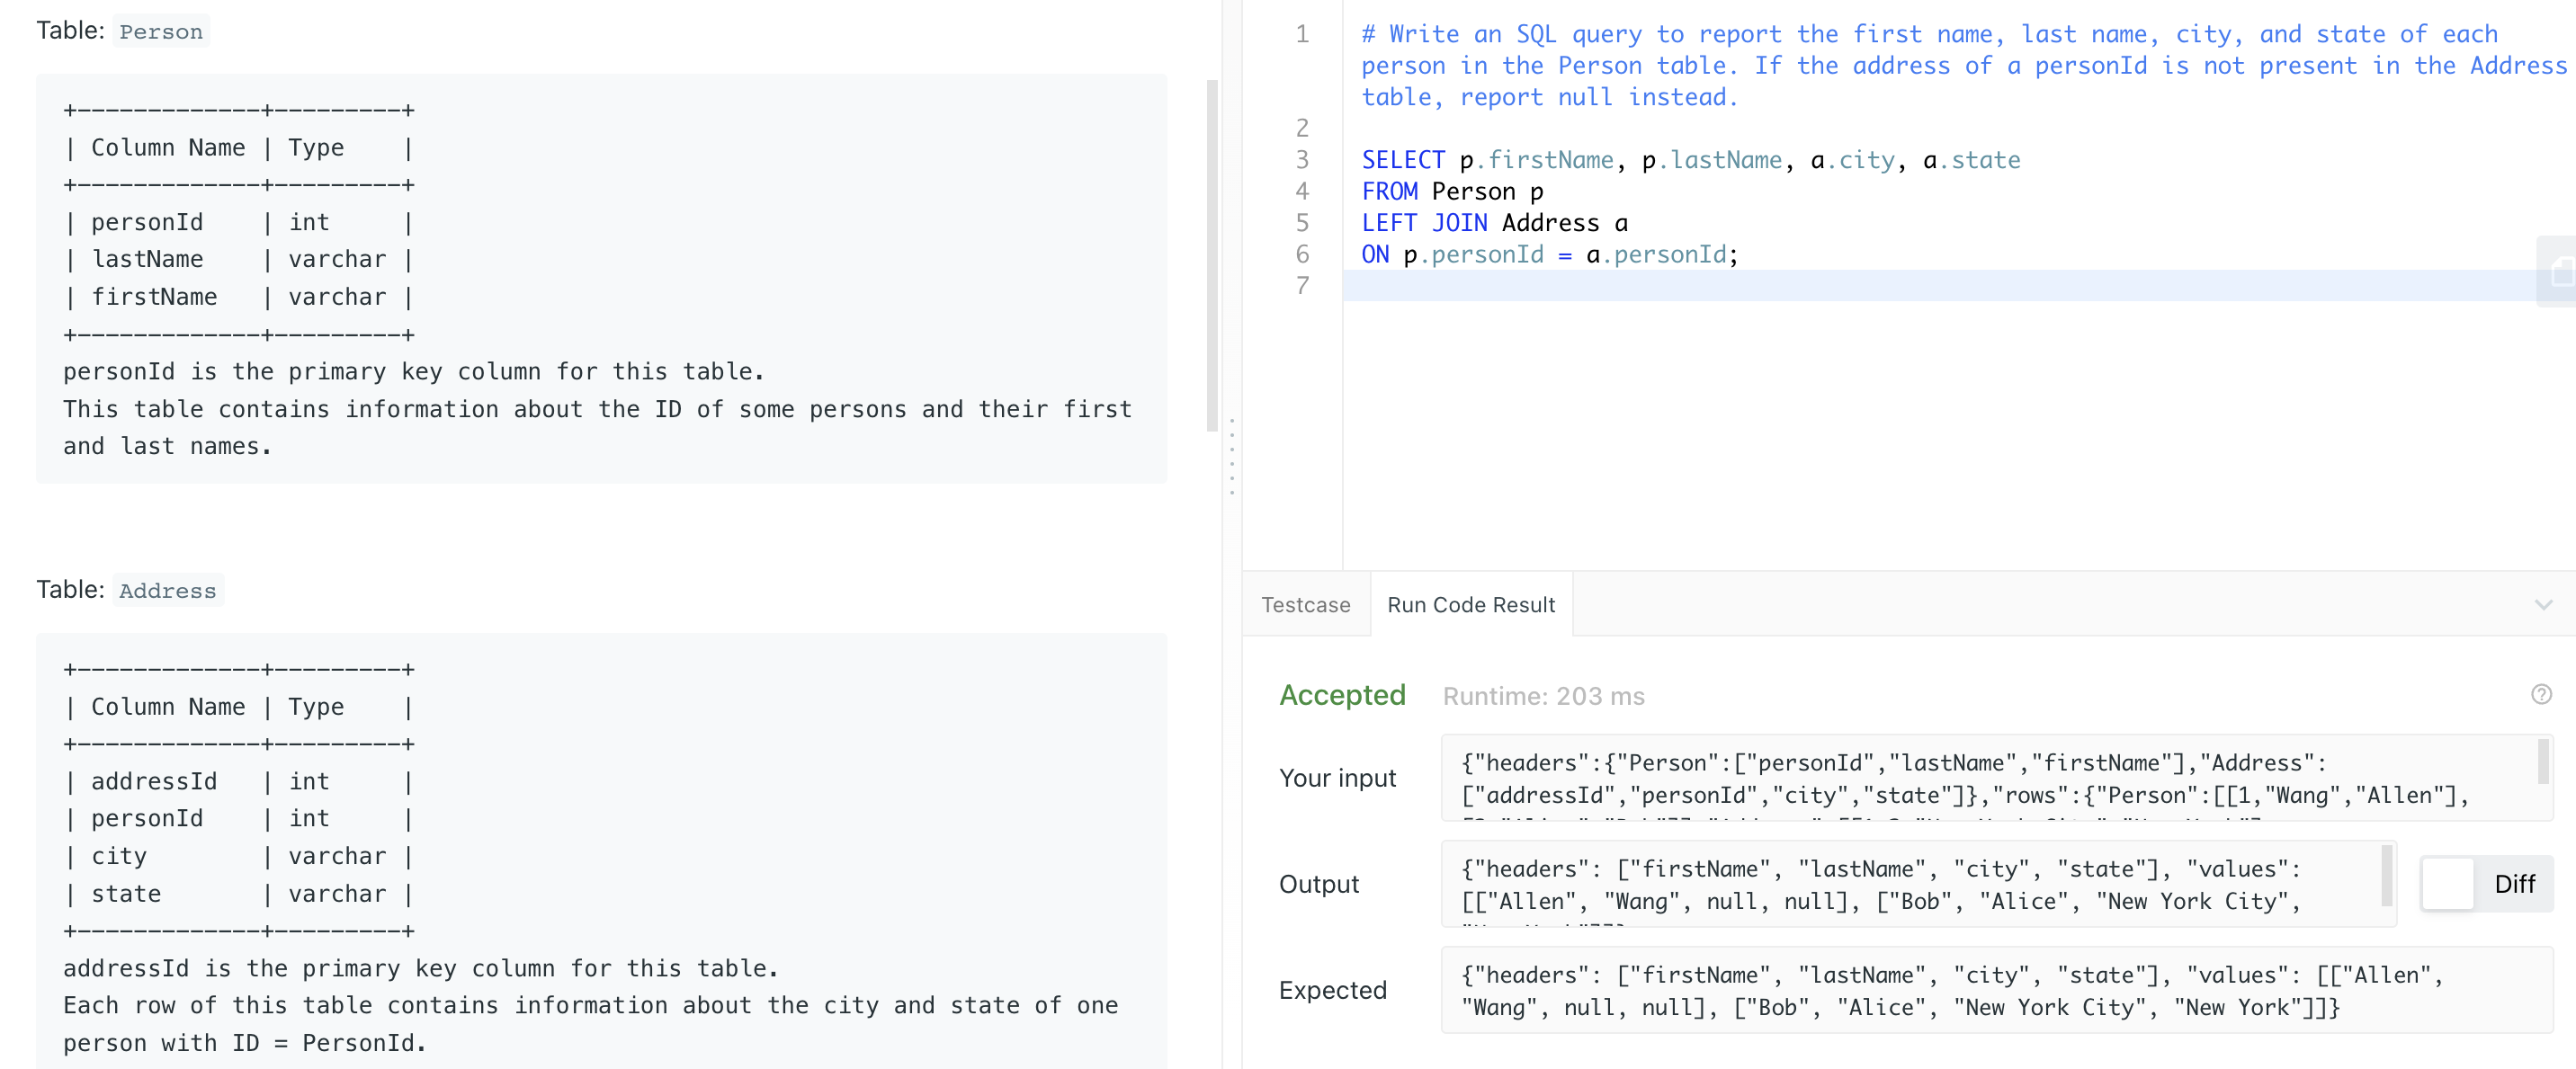 Table: Person
+-------------+---------+
| Column Name | Type    |
+-------------+---------+
| personId    | int     |
| lastName    | varchar |
| firstName   | varchar |
+-------------+---------+
personId is the primary key column for this table.
This table contains information about the ID of some persons and their first
and last names.
Table: Address
+-------------+---------+
| Column Name | Type    |
+-------------+---------+
| addressId   | int     |
| personId    | int     |
| city        | varchar |
| state       | varchar |
+-------------+---------+
addressId is the primary key column for this table.
Each row of this table contains information about the city and state of one
person with ID = PersonId.
1 # Write an SQL query to report the first name, last name, city, and state of each
person in the Person table. If the address of a personId is not present in the Address
table, report null instead.
2
3 SELECT p.firstName, p.lastName, a.city, a.state
4 FROM Person p
5 LEFT JOIN Address a
6 ON p.personId = a.personId;
7
Testcase Run Code Result
Accepted Runtime: 203 ms
Your input
{"headers":{"Person":["personId","lastName","firstName"],"Address":
["addressId","personId","city","state"]},"rows":{"Person":[[1,"Wang","Allen"],
Output
{"headers": ["firstName", "lastName", "city", "state"], "values":
[["Allen", "Wang", null, null], ["Bob", "Alice", "New York City",
Diff
Expected
{"headers": ["firstName", "lastName", "city", "state"], "values": [["Allen",
"Wang", null, null], ["Bob", "Alice", "New York City", "New York"]]}